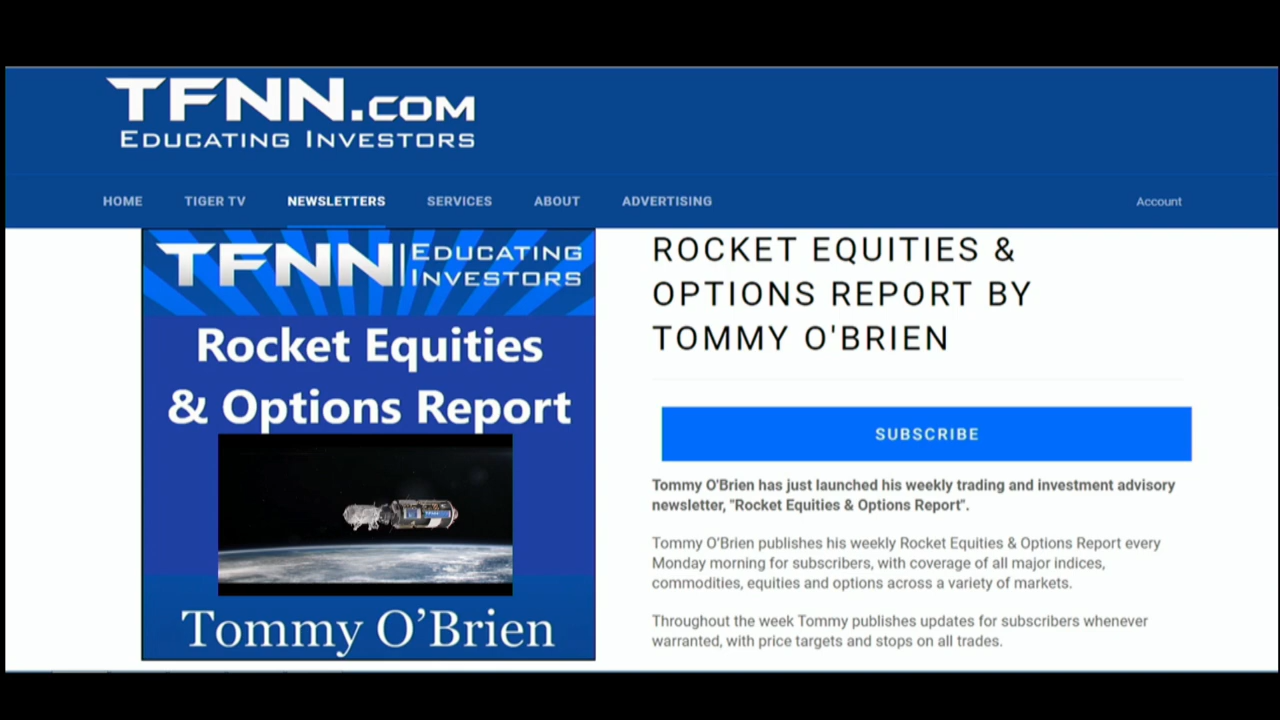 TFNN.COM
EDUCATING INVESTORS
HOME TIGER TV NEWSLETTERS SERVICES ABOUT ADVERTISING Account
TFNN EDUCATING
INVESTORS
Rocket Equities
& Options Report
TFNN
Tommy O’Brien
ROCKET EQUITIES &
OPTIONS REPORT BY
TOMMY O'BRIEN
SUBSCRIBE
Tommy O'Brien has just launched his weekly trading and investment advisory
newsletter, "Rocket Equities & Options Report".
Tommy O’Brien publishes his weekly Rocket Equities & Options Report every
Monday morning for subscribers, with coverage of all major indices,
commodities, equities and options across a variety of markets.
Throughout the week Tommy publishes updates for subscribers whenever
warranted, with price targets and stops on all trades.